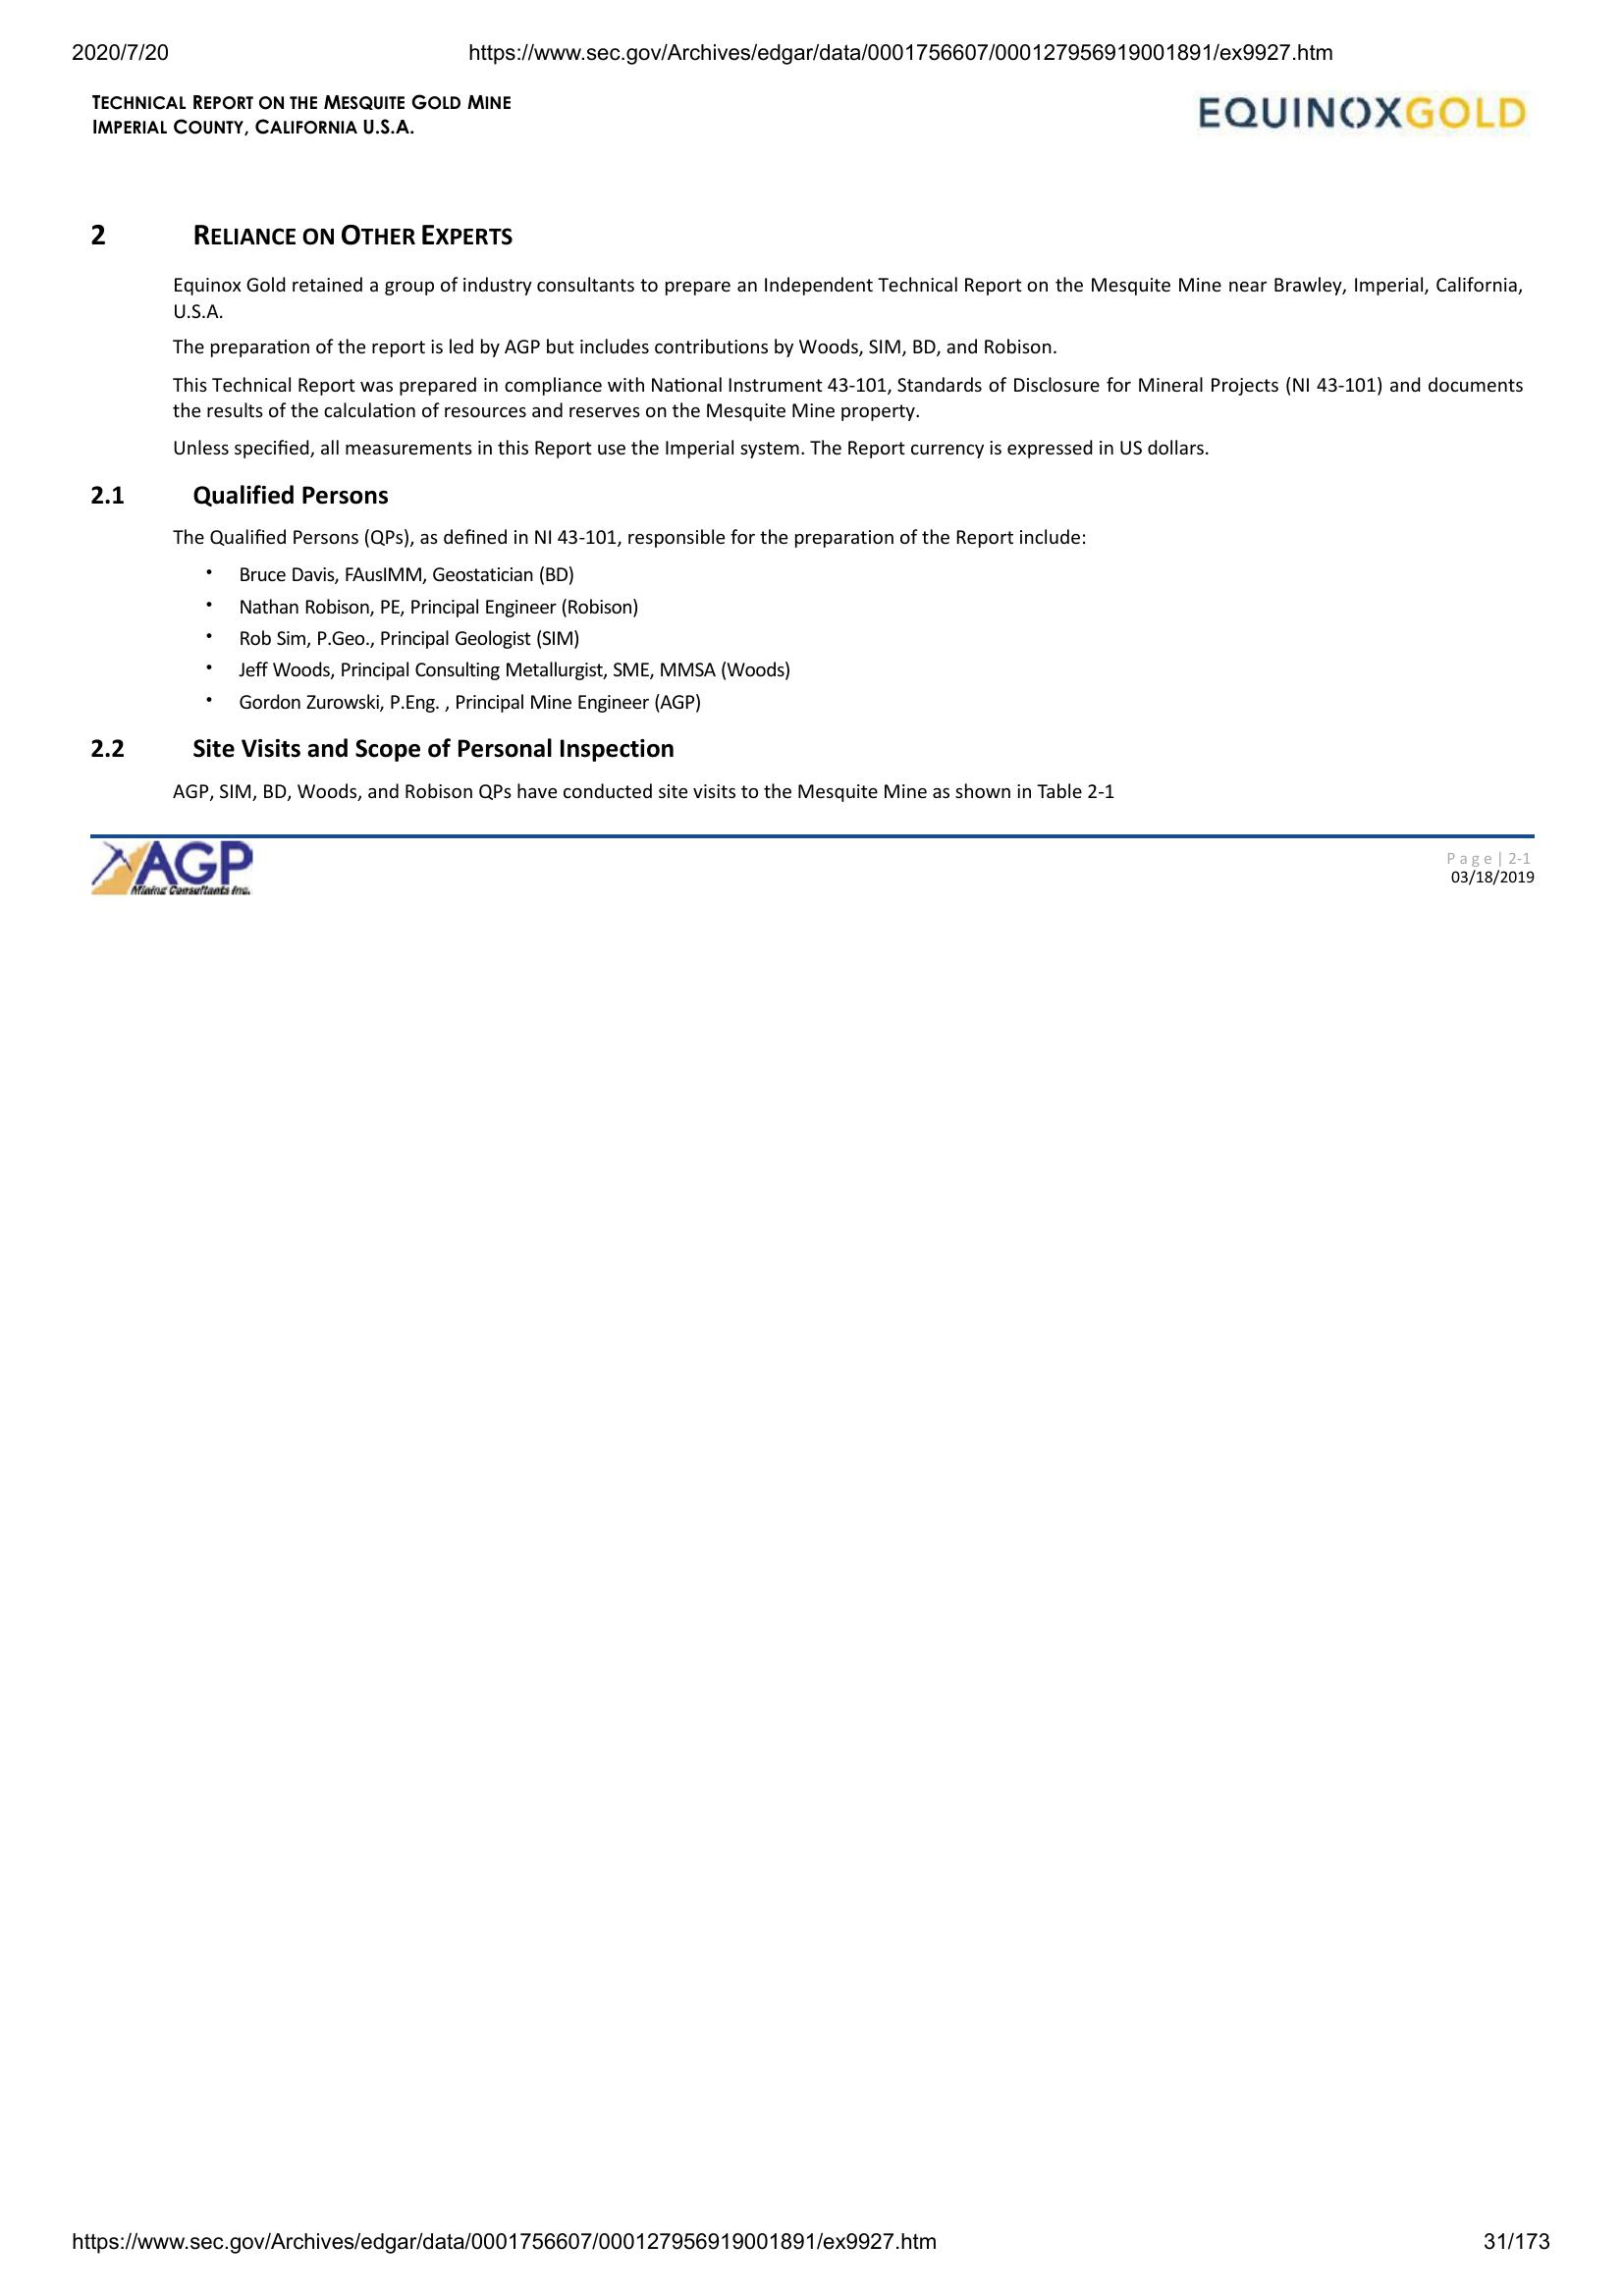 2020/7/20 https://www.sec.gov/Archives/edgar/data/0001756607/000127956919001891/ex9927.htm
TECHNICAL REPORT ON THE MESQUITE GOLD MINE
IMPERIAL COUNTY, CALIFORNIA U.S.A.
EQUINOXGOLD
2 RELIANCE ON OTHER EXPERTS
Equinox Gold retained a group of industry consultants to prepare an Independent Technical Report on the Mesquite Mine near Brawley, Imperial, California,
U.S.A.
The preparation of the report is led by AGP but includes contributions by Woods, SIM, BD, and Robison.
This Technical Report was prepared in compliance with National Instrument 43-101, Standards of Disclosure for Mineral Projects (NI 43-101) and documents
the results of the calculation of resources and reserves on the Mesquite Mine property.
Unless specified, all measurements in this Report use the Imperial system. The Report currency is expressed in US dollars.
2.1 Qualified Persons
The Qualified Persons (QPs), as defined in NI 43-101, responsible for the preparation of the Report include:
• Bruce Davis, FAusIMM, Geostatician (BD)
• Nathan Robison, PE, Principal Engineer (Robison)
• Rob Sim, P.Geo., Principal Geologist (SIM)
• Jeff Woods, Principal Consulting Metallurgist, SME, MMSA (Woods)
• Gordon Zurowski, P.Eng. , Principal Mine Engineer (AGP)
2.2 Site Visits and Scope of Personal Inspection
AGP, SIM, BD, Woods, and Robison QPs have conducted site visits to the Mesquite Mine as shown in Table 2-1
AGP
Mining Consultants Inc.
Page| 2-1
03/18/2019
https://www.sec.gov/Archives/edgar/data/0001756607/000127956919001891/ex9927.htm 31/173